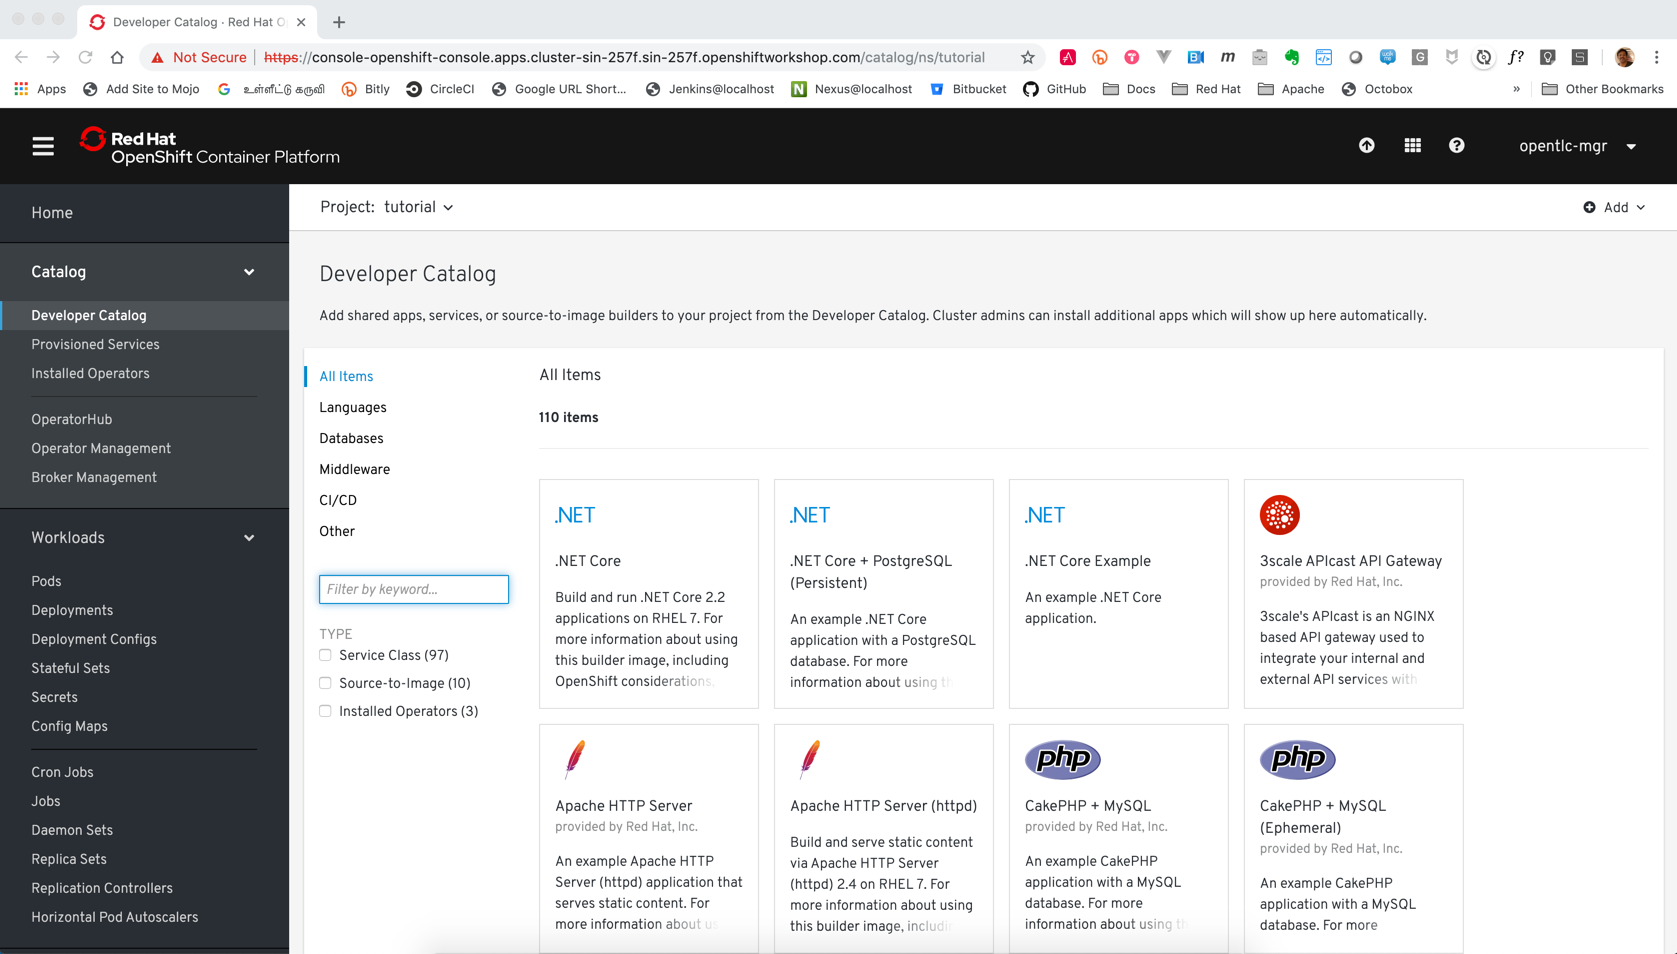 Developer Catalog · Red Hat O
Not Secure
https://console-openshift-console.apps.cluster-sin-257f.sin-257f.openshiftworkshop.com/catalog/ns/tutorial
Apps
Add Site to Mojo
உள்ளீட்டு கருவி
Bitly
CircleCI
Google URL Short...
Jenkins@localhost
Nexus@localhost
Bitbucket
GitHub
Docs
Red Hat
Apache
Octobox
»
Other Bookmarks
Red Hat
OpenShift Container Platform
opentlc-mgr
Home
Catalog
Developer Catalog
Provisioned Services
Installed Operators
OperatorHub
Operator Management
Broker Management
Workloads
Pods
Deployments
Deployment Configs
Stateful Sets
Secrets
Config Maps
Cron Jobs
Jobs
Daemon Sets
Replica Sets
Replication Controllers
Horizontal Pod Autoscalers
Project: tutorial
Add
Developer Catalog
Add shared apps, services, or source-to-image builders to your project from the Developer Catalog. Cluster admins can install additional apps which will show up here automatically.
All Items
Languages
Databases
Middleware
CI/CD
Other
Filter by keyword...
TYPE
Service Class (97)
Source-to-Image (10)
Installed Operators (3)
All Items
110 items
.NET
.NET Core
Build and run .NET Core 2.2
applications on RHEL 7. For
more information about using
this builder image, including
OpenShift considerations,
.NET
.NET Core + PostgreSQL
(Persistent)
An example .NET Core
application with a PostgreSQL
database. For more
information about using th
.NET
.NET Core Example
An example .NET Core
application.
3scale APIcast API Gateway
provided by Red Hat, Inc.
3scale's APIcast is an NGINX
based API gateway used to
integrate your internal and
external API services with
Apache HTTP Server
provided by Red Hat, Inc.
An example Apache HTTP
Server (httpd) application that
serves static content. For
more information about us
Apache HTTP Server (httpd)
Build and serve static content
via Apache HTTP Server
(httpd) 2.4 on RHEL 7. For
more information about using
this builder image, includin
php
CakePHP + MySQL
provided by Red Hat, Inc.
An example CakePHP
application with a MySQL
database. For more
information about using th
php
CakePHP + MySQL
(Ephemeral)
provided by Red Hat, Inc.
An example CakePHP
application with a MySQL
database. For more